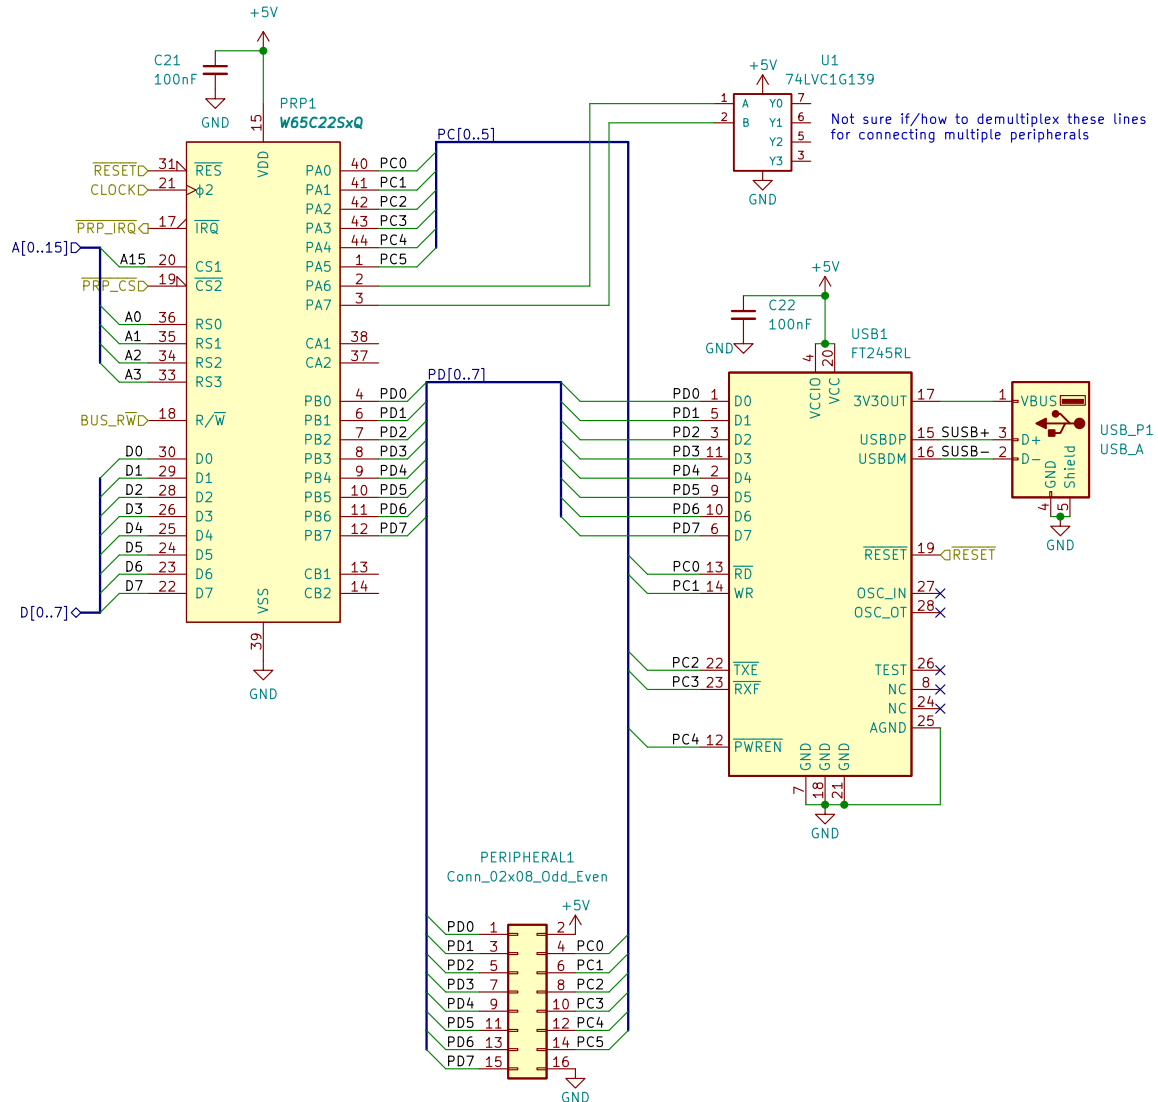 +5V
C21
100nF
GND
PRP1
W65C22SxQ
15
VDD
RESET 31 RES
CLOCK 21 ϕ2
PRP_IRQ 17 IRQ
A[0..15]
A15 20 CS1
PRP_CS 19 CS2
A0 36 RS0
A1 35 RS1
A2 34 RS2
A3 33 RS3
BUS_RW 18 R/W
D0 30 D0
D1 29 D1
D2 28 D2
D3 26 D3
D4 25 D4
D5 24 D5
D6 23 D6
D7 22 D7
D[0..7]
VSS
39
GND
PA0 40 PC0
PA1 41 PC1
PA2 42 PC2
PA3 43 PC3
PA4 44 PC4
PA5 1 PC5
PA6 2
PA7 3
CA1 38
CA2 37
PB0 4 PD0
PB1 6 PD1
PB2 7 PD2
PB3 8 PD3
PB4 9 PD4
PB5 10 PD5
PB6 11 PD6
PB7 12 PD7
CB1 13
CB2 14
PC[0..5]
PD[0..7]
U1
74LVC1G139
+5V
1 A Y0 7
2 B Y1 6
Y2 5
Y3 3
GND
Not sure if/how to demultiplex these lines
for connecting multiple peripherals
+5V
C22
100nF
GND
USB1
FT245RL
4 20
VCCIO VCC
PD0 1 D0
PD1 5 D1
PD2 3 D2
PD3 11 D3
PD4 2 D4
PD5 9 D5
PD6 10 D6
PD7 6 D7
PC0 13 RD
PC1 14 WR
PC2 22 TXE
PC3 23 RXF
PC4 12 PWREN
3V3OUT 17
USBDP 15 SUSB+
USBDM 16 SUSB-
RESET 19 RESET
OSC_IN 27
OSC_OT 28
TEST 26
NC 8
NC 24
AGND 25
GND GND GND
7 18 21
GND
1 VBUS
3 D+
2 D-
GND Shield
4 5
GND
USB_P1
USB_A
PERIPHERAL1
Conn_02x08_Odd_Even
+5V
PD0 1 2
PD1 3 4 PC0
PD2 5 6 PC1
PD3 7 8 PC2
PD4 9 10 PC3
PD5 11 12 PC4
PD6 13 14 PC5
PD7 15 16
GND